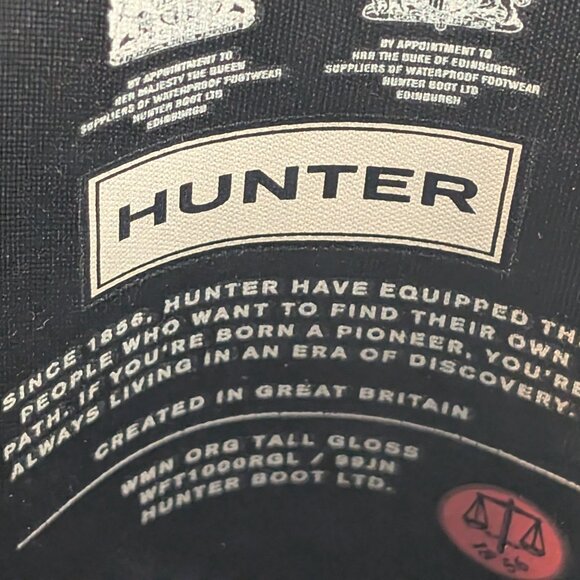 BY APPOINTMENT TO
HER MAJESTY THE QUEEN
SUPPLIERS OF WATERPROOF FOOTWEAR
HUNTER BOOT LTD
EDINBURGH
BY APPOINTMENT TO
HRH THE DUKE OF EDINBURGH
SUPPLIERS OF WATERPROOF FOOTWEAR
HUNTER BOOT LTD
EDINBURGH
HUNTER
SINCE 1856, HUNTER HAVE EQUIPPED TH
PEOPLE WHO WANT TO FIND THEIR OWN
PATH. IF YOU'RE BORN A PIONEER, YOU'RE
ALWAYS LIVING IN AN ERA OF DISCOVERY.
CREATED IN GREAT BRITAIN
WMN ORG TALL GLOSS
WFT1000RGL / 99JN
HUNTER BOOT LTD.
18 56